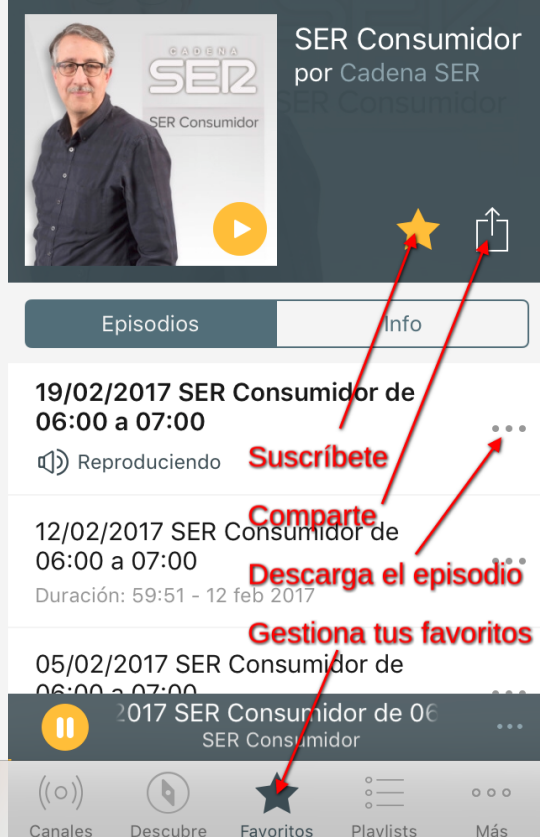 SER Consumidor
por Cadena SER
CADENA
SER
SER Consumidor
SER Consumidor
Episodios
Info
19/02/2017 SER Consumidor de
06:00 a 07:00
Reproduciendo
Suscríbete
Comparte
12/02/2017 SER Consumidor de
06:00 a 07:00
Descarga el episodio
Duración: 59:51 - 12 feb 2017
Gestiona tus favoritos
05/02/2017 SER Consumidor de
06:00 a 07:00
2017 SER Consumidor de 06
SER Consumidor
Canales
Descubre
Favoritos
Playlists
Más